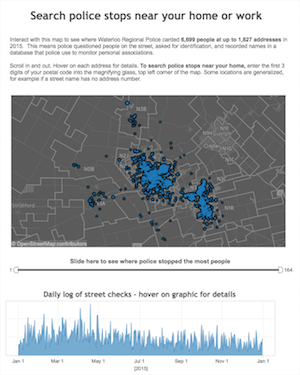 Search police stops near your home or work
Interact with this map to see where Waterloo Regional Police carded 6,699 people at up to 1,827 addresses in
2015. This means police questioned people on the street, asked for identification, and recorded names in a
database that police use to monitor personal associations.
Scroll in and out. Hover on each address for details. To search police stops near your home, enter the first 3
digits of your postal code into the magnifying glass, top left corner of the map. Some locations are generalized,
for example if a street name has no address number.
N3B
Stratford
N1R
© OpenStreetMap contributors
Slide here to see where police stopped the most people
1
164
Daily log of street checks - hover on graphic for details
Jan 1
Mar 1
May 1
Jul 1
Sep 1
Nov 1
Jan 1
[2015]